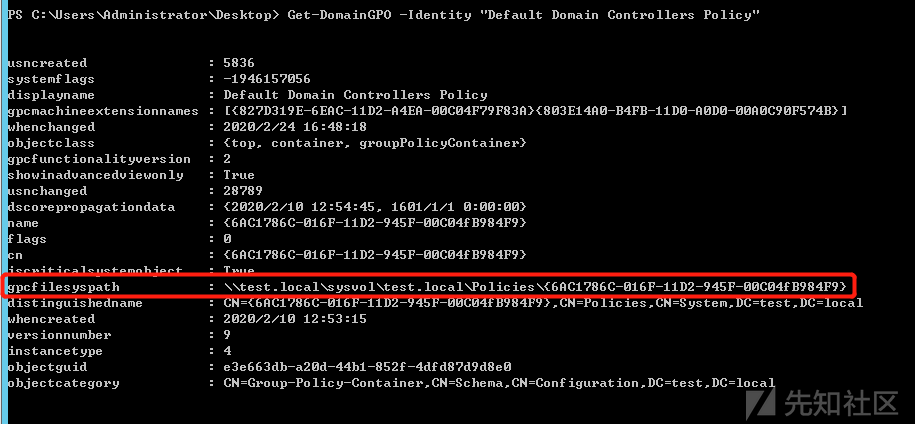 PS C:\Users\Administrator\Desktop> Get-DomainGPO -Identity "Default Domain Controllers Policy"
usncreated : 5836
systemflags : -1946157056
displayname : Default Domain Controllers Policy
gpcmachineextensionnames : [{827D319E-6EAC-11D2-A4EA-00C04F79F83A}{803E14A0-B4FB-11D0-A0D0-00A0C90F574B}]
whenchanged : 2020/2/24 16:48:18
objectclass : {top, container, groupPolicyContainer}
gpcfunctionalityversion : 2
showinadvancedviewonly : True
usnchanged : 28789
dscorepropagationdata : {2020/2/10 12:54:45, 1601/1/1 0:00:00}
name : {6AC1786C-016F-11D2-945F-00C04fB984F9}
flags : 0
cn : {6AC1786C-016F-11D2-945F-00C04fB984F9}
iscriticalsystemobject : True
gpcfilesyspath : \\test.local\sysvol\test.local\Policies\{6AC1786C-016F-11D2-945F-00C04fB984F9}
distinguishedname : CN={6AC1786C-016F-11D2-945F-00C04fB984F9},CN=Policies,CN=System,DC=test,DC=local
whencreated : 2020/2/10 12:53:15
versionnumber : 9
instancetype : 4
objectguid : e3e663db-a20d-44b1-852f-4dfd87d9d8e0
objectcategory : CN=Group-Policy-Container,CN=Schema,CN=Configuration,DC=test,DC=local
先知社区